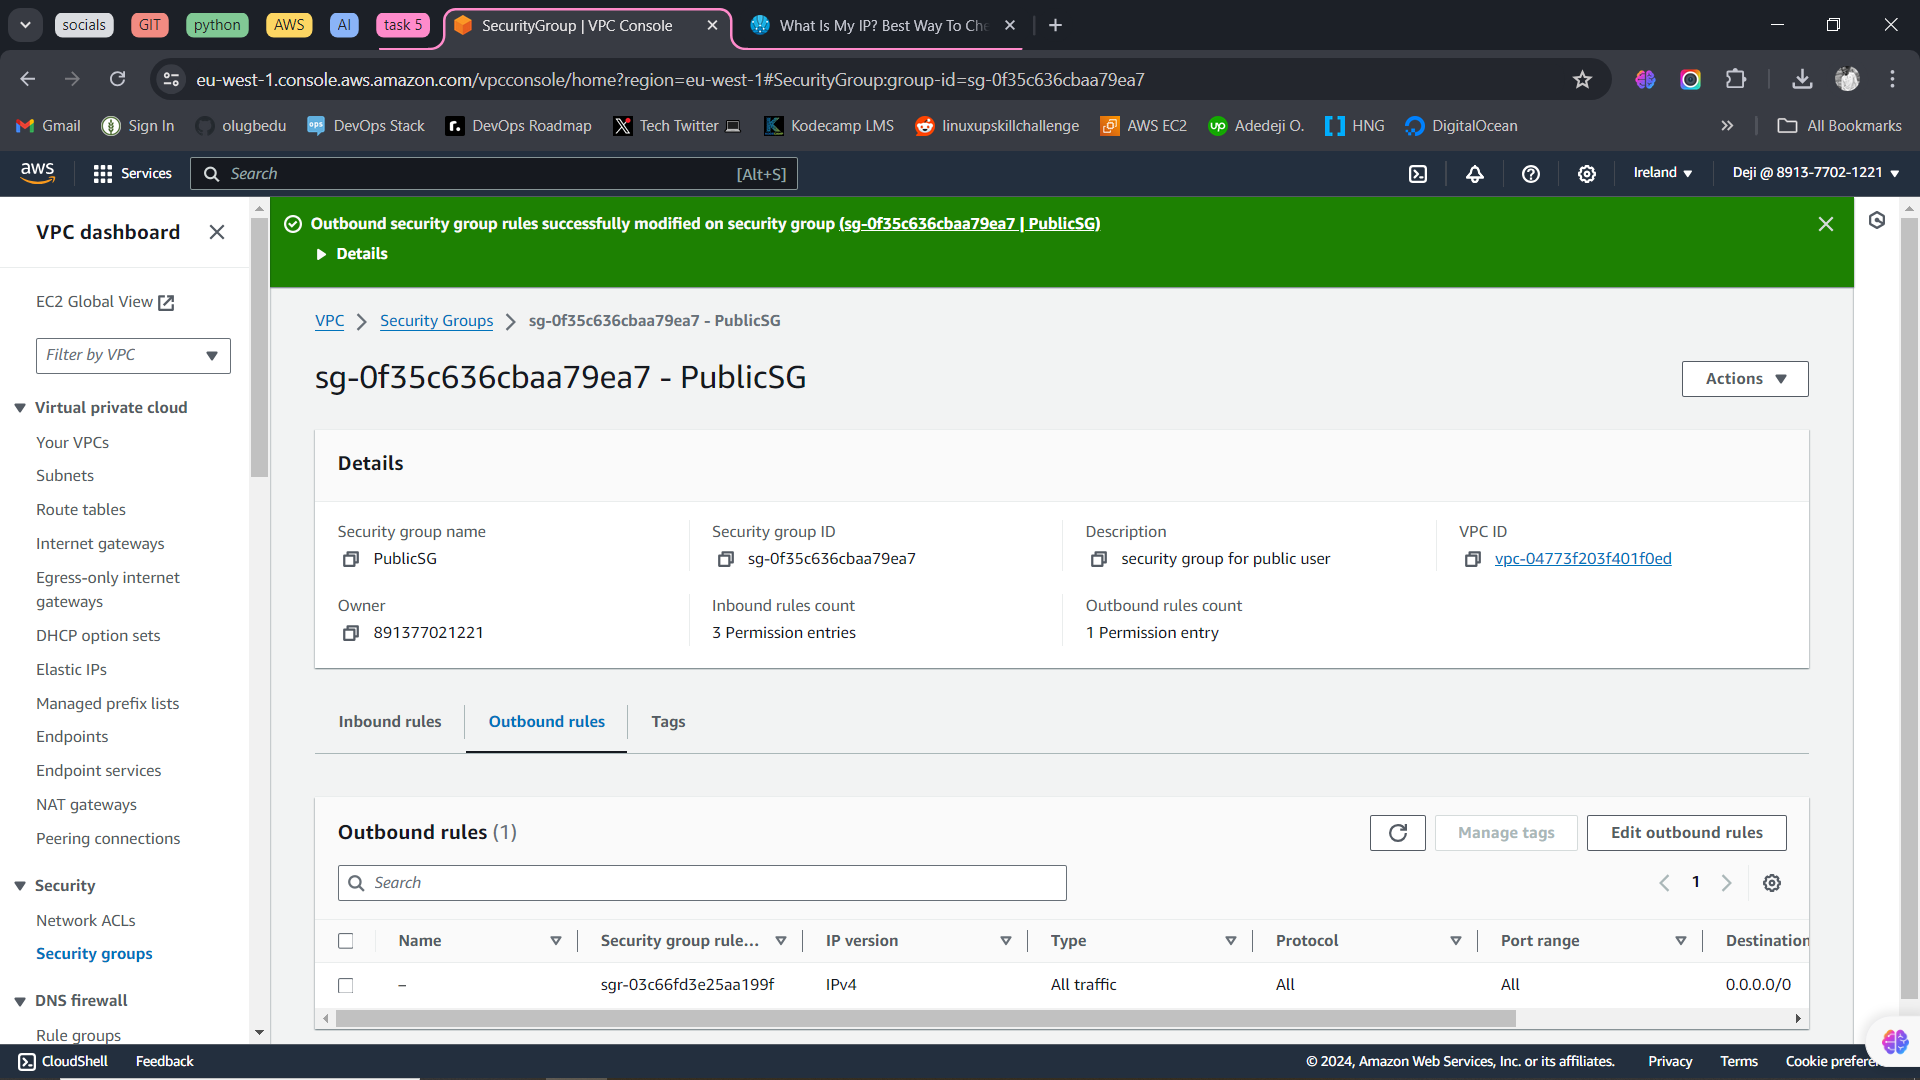 socials
GIT
python
AWS
AI
task 5
SecurityGroup | VPC Console
What Is My IP? Best Way To Che
eu-west-1.console.aws.amazon.com/vpcconsole/home?region=eu-west-1#SecurityGroup:group-id=sg-0f35c636cbaa79ea7
Gmail
Sign In
olugbedu
DevOps Stack
DevOps Roadmap
Tech Twitter
Kodecamp LMS
linuxupskillchallenge
AWS EC2
Adedeji O.
HNG
DigitalOcean
All Bookmarks
aws
Services
Search
[Alt+S]
Ireland
Deji @ 8913-7702-1221
VPC dashboard
EC2 Global View
Filter by VPC
Virtual private cloud
Your VPCs
Subnets
Route tables
Internet gateways
Egress-only internet
gateways
DHCP option sets
Elastic IPs
Managed prefix lists
Endpoints
Endpoint services
NAT gateways
Peering connections
Security
Network ACLs
Security groups
DNS firewall
Rule groups
Outbound security group rules successfully modified on security group (sg-0f35c636cbaa79ea7 | PublicSG)
Details
VPC
Security Groups
sg-0f35c636cbaa79ea7 - PublicSG
sg-0f35c636cbaa79ea7 - PublicSG
Actions
Details
Security group name
PublicSG
Security group ID
sg-0f35c636cbaa79ea7
Description
security group for public user
VPC ID
vpc-04773f203f401f0ed
Owner
891377021221
Inbound rules count
3 Permission entries
Outbound rules count
1 Permission entry
Inbound rules
Outbound rules
Tags
Outbound rules (1)
Manage tags
Edit outbound rules
Search
1
Name
Security group rule...
IP version
Type
Protocol
Port range
Destination
–
sgr-03c66fd3e25aa199f
IPv4
All traffic
All
All
0.0.0.0/0
CloudShell
Feedback
© 2024, Amazon Web Services, Inc. or its affiliates.
Privacy
Terms
Cookie prefere